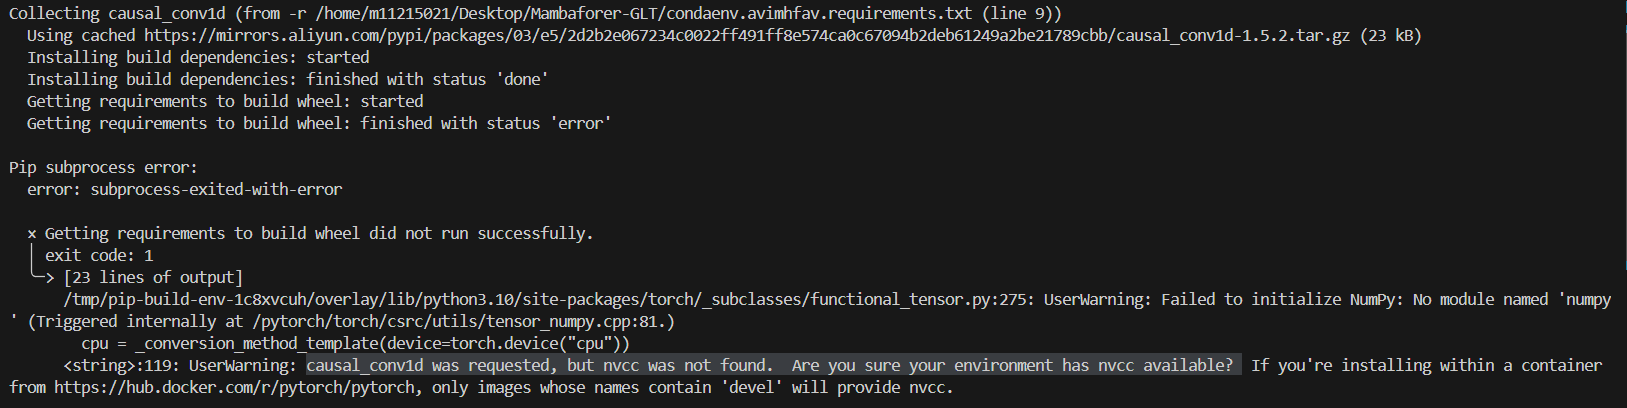 Collecting causal_conv1d (from -r /home/m11215021/Desktop/Mambaforer-GLT/condaenv.avimhfav.requirements.txt (line 9))
  Using cached https://mirrors.aliyun.com/pypi/packages/03/e5/2d2b2e067234c0022ff491ff8e574ca0c67094b2deb61249a2be21789cbb/causal_conv1d-1.5.2.tar.gz (23 kB)
  Installing build dependencies: started
  Installing build dependencies: finished with status 'done'
  Getting requirements to build wheel: started
  Getting requirements to build wheel: finished with status 'error'

Pip subprocess error:
  error: subprocess-exited-with-error

  × Getting requirements to build wheel did not run successfully.
  │ exit code: 1
  ╰─> [23 lines of output]
      /tmp/pip-build-env-1c8xvcuh/overlay/lib/python3.10/site-packages/torch/_subclasses/functional_tensor.py:275: UserWarning: Failed to initialize NumPy: No module named 'numpy
' (Triggered internally at /pytorch/torch/csrc/utils/tensor_numpy.cpp:81.)
        cpu = _conversion_method_template(device=torch.device("cpu"))
      <string>:119: UserWarning: causal_conv1d was requested, but nvcc was not found.  Are you sure your environment has nvcc available?  If you're installing within a container
from https://hub.docker.com/r/pytorch/pytorch, only images whose names contain 'devel' will provide nvcc.